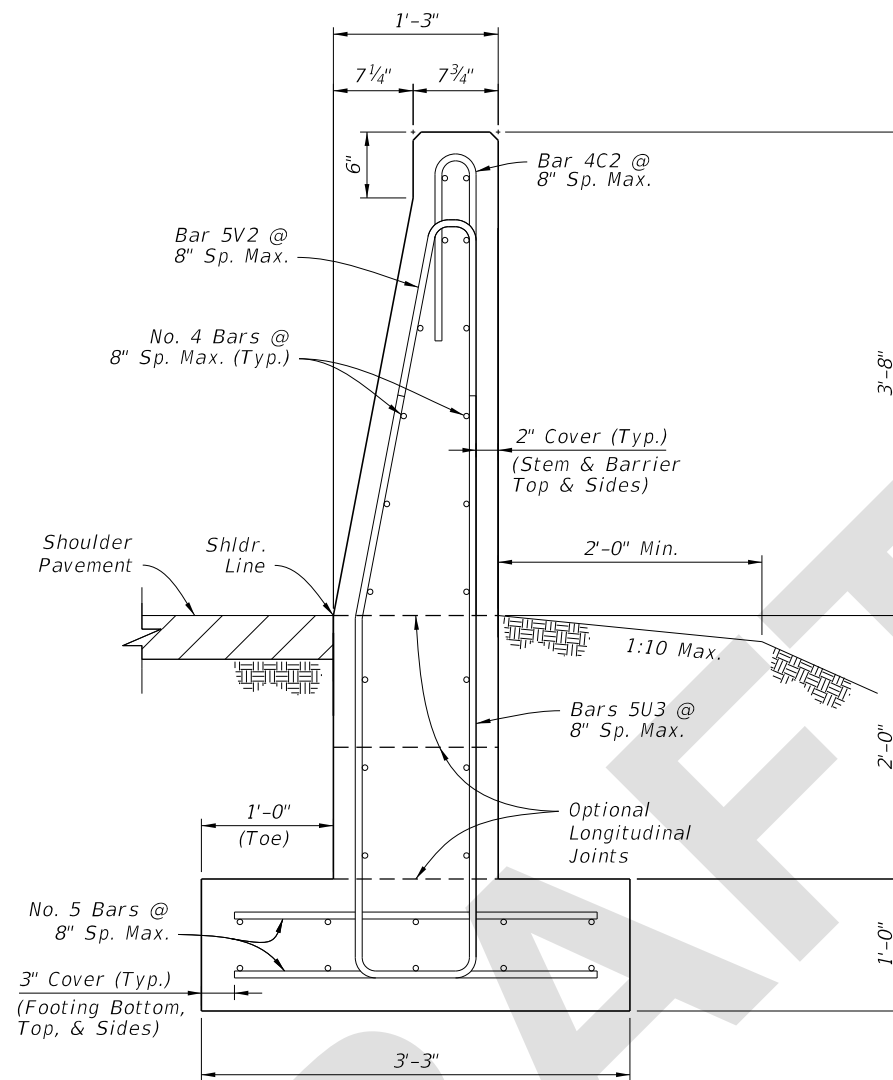 1'-3"
7¼"
7¾"
6"
Bar 4C2 @
8" Sp. Max.
Bar 5V2 @
8" Sp. Max.
No. 4 Bars @
8" Sp. Max. (Typ.)
3'-8"
2" Cover (Typ.)
(Stem & Barrier
Top & Sides)
Shoulder
Pavement
Shldr.
Line
2'-0" Min.
1:10 Max.
Bars 5U3 @
8" Sp. Max.
2'-0"
1'-0"
(Toe)
Optional
Longitudinal
Joints
No. 5 Bars @
8" Sp. Max.
1'-0"
3" Cover (Typ.)
(Footing Bottom,
Top, & Sides)
3'-3"
RAFT